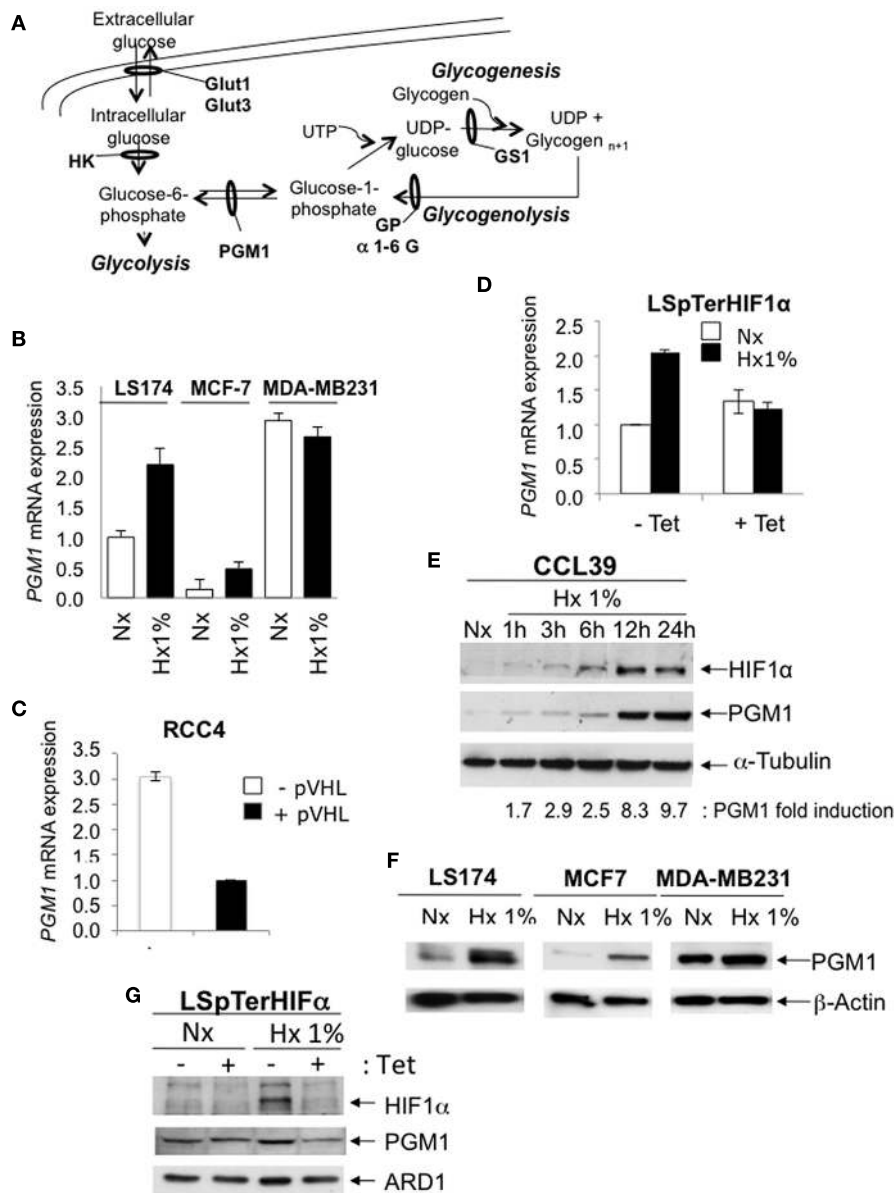 A
Extracellular
glucose
Glut1
Glut3
Intracellular
glucose
HK
Glucose-6-
phosphate
Glycolysis
PGM1
Glucose-1-
phosphate
UTP
UDP-
glucose
Glycogenesis
Glycogen
GS1
UDP +
Glycogen n+1
Glycogenolysis
GP
α 1-6 G
B
PGM1 mRNA expression
3.5
3.0
2.5
2.0
1.5
1.0
0.5
0.0
LS174 MCF-7 MDA-MB231
Nx Hx1% Nx Hx1% Nx Hx1%
C
RCC4
PGM1 mRNA expression
3.5
3.0
2.5
2.0
1.5
1.0
0.5
0.0
- pVHL
+ pVHL
D
LSpTerHIF1α
Nx
Hx1%
PGM1 mRNA expression
2.5
2.0
1.5
1.0
0.5
0.0
- Tet + Tet
E
CCL39
Hx 1%
Nx 1h 3h 6h 12h 24h
HIF1α
PGM1
α-Tubulin
1.7 2.9 2.5 8.3 9.7 : PGM1 fold induction
F
LS174 MCF7 MDA-MB231
Nx Hx 1% Nx Hx 1% Nx Hx 1%
PGM1
β-Actin
G
LSpTerHIFα
Nx Hx 1%
- + - + : Tet
HIF1α
PGM1
ARD1